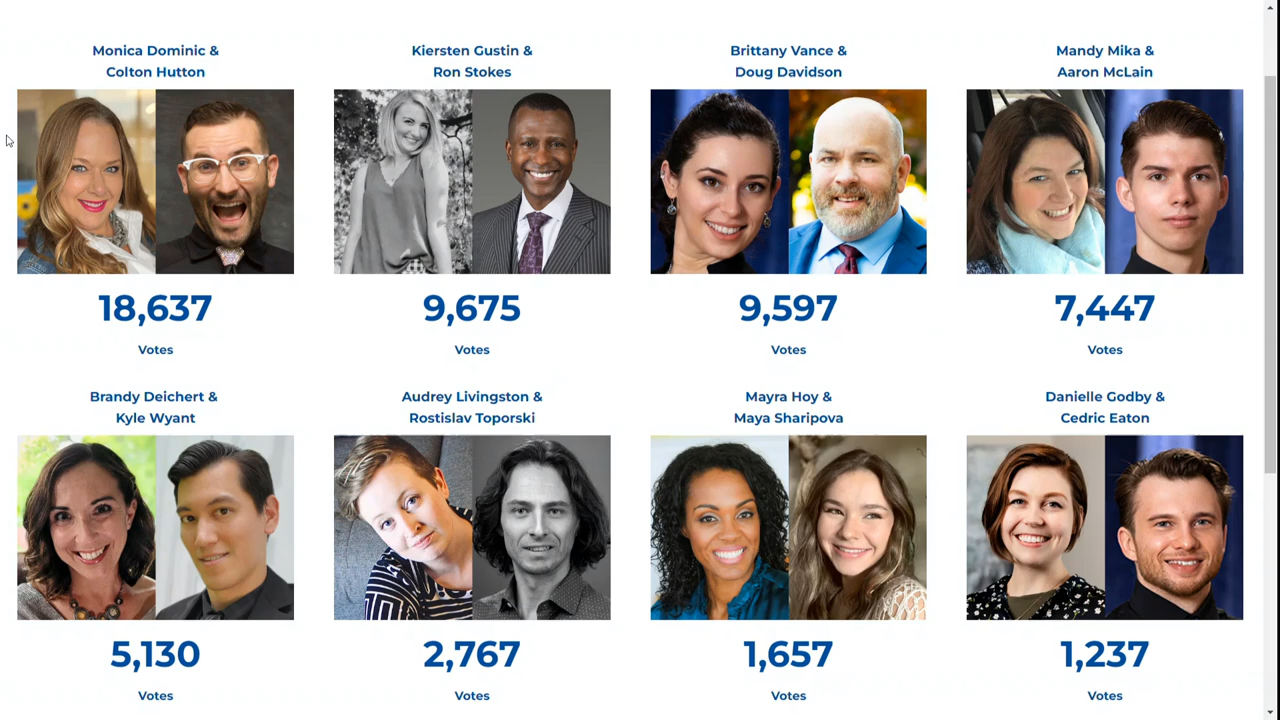 Monica Dominic &
Colton Hutton
18,637
Votes
Kiersten Gustin &
Ron Stokes
9,675
Votes
Brittany Vance &
Doug Davidson
9,597
Votes
Mandy Mika &
Aaron McLain
7,447
Votes
Brandy Deichert &
Kyle Wyant
5,130
Votes
Audrey Livingston &
Rostislav Toporski
2,767
Votes
Mayra Hoy &
Maya Sharipova
1,657
Votes
Danielle Godby &
Cedric Eaton
1,237
Votes